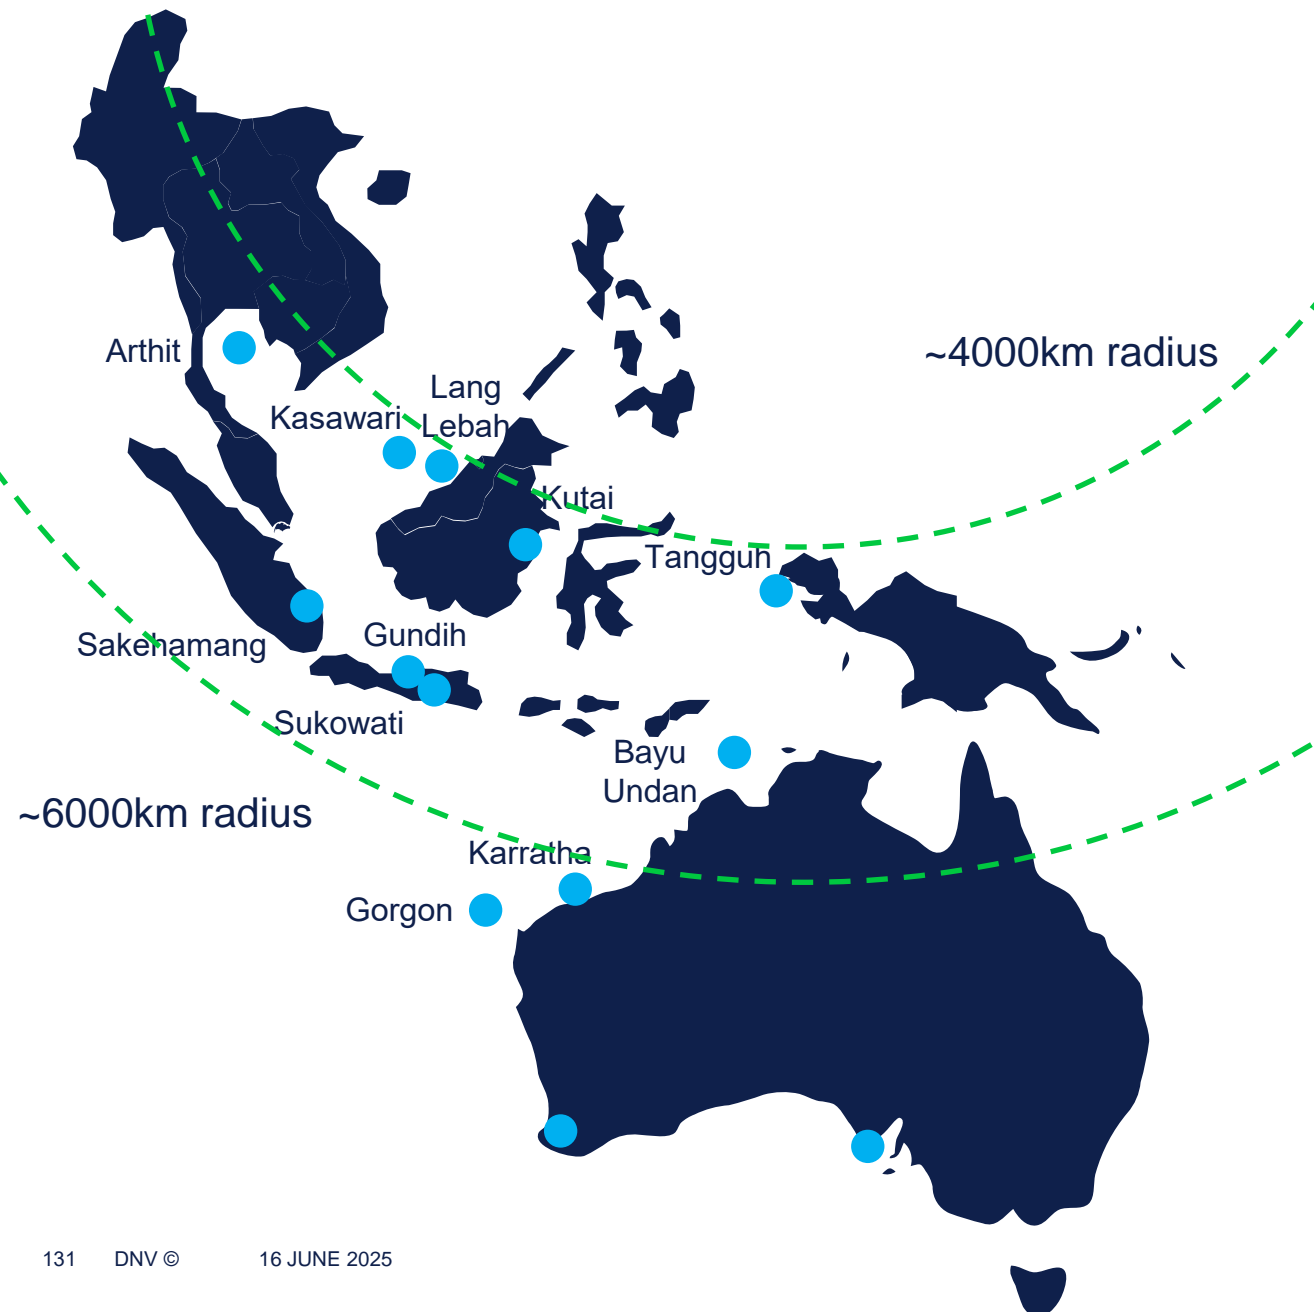 ~4000km radius
Arthit
Lang
Lebah
Kasawari
Kutai
Tangguh
Sakehamang
Gundih
Sukowati
Bayu
Undan
~6000km radius
Karratha
Gorgon
131 DNV © 16 JUNE 2025